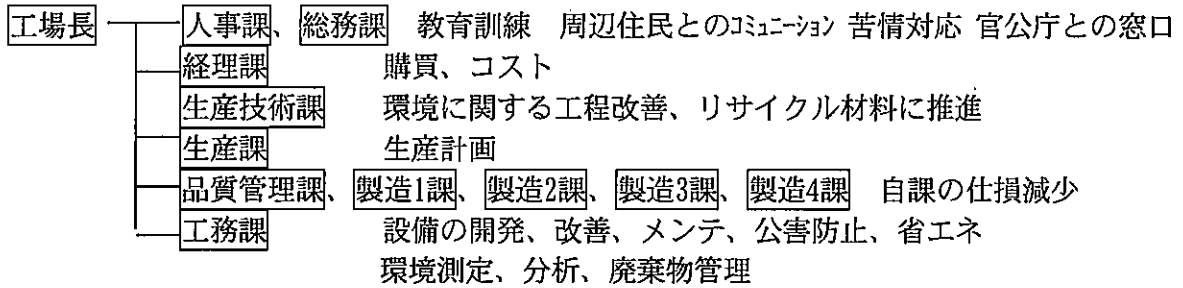 工場長 人事課、総務課 教育訓練 周辺住民とのｺﾐｭﾆｰｼｮﾝ 苦情対応 官公庁との窓口
経理課 購買、コスト
生産技術課 環境に関する工程改善、リサイクル材料に推進
生産課 生産計画
品質管理課、製造1課、製造2課、製造3課、製造4課 自課の仕損減少
工務課 設備の開発、改善、メンテ、公害防止、省エネ
環境測定、分析、廃棄物管理